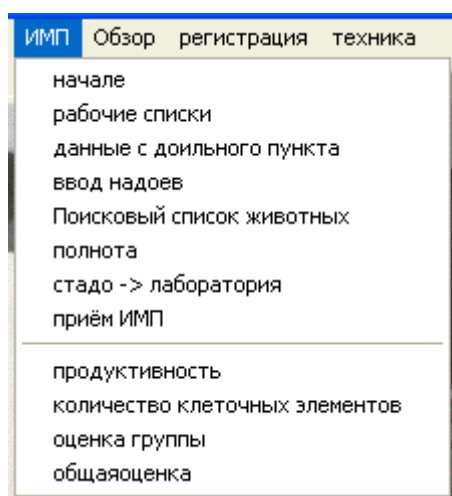 ИМП Обзор регистрация техника
начале
рабочие списки
данные с доильного пункта
ввод надоев
Поисковый список животных
полнота
стадо -> лаборатория
приём ИМП
продуктивность
количество клеточных элементов
оценка группы
общаяоценка